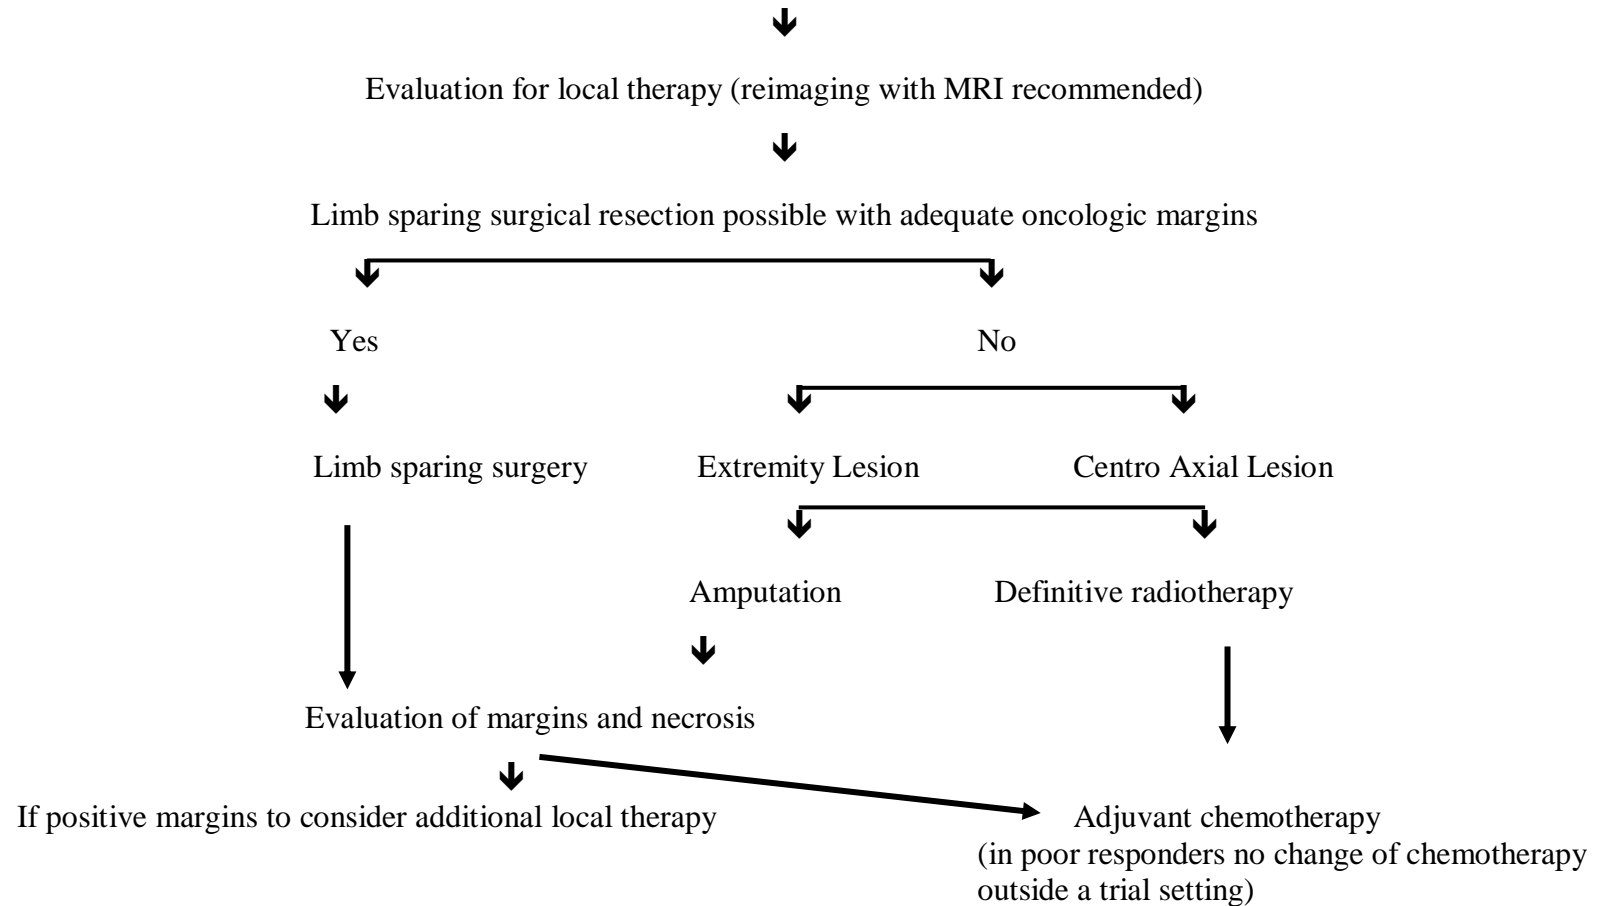 Evaluation for local therapy (reimaging with MRI recommended)
Limb sparing surgical resection possible with adequate oncologic margins
Yes
No
Limb sparing surgery
Extremity Lesion
Centro Axial Lesion
Amputation
Definitive radiotherapy
Evaluation of margins and necrosis
If positive margins to consider additional local therapy
Adjuvant chemotherapy
(in poor responders no change of chemotherapy
outside a trial setting)